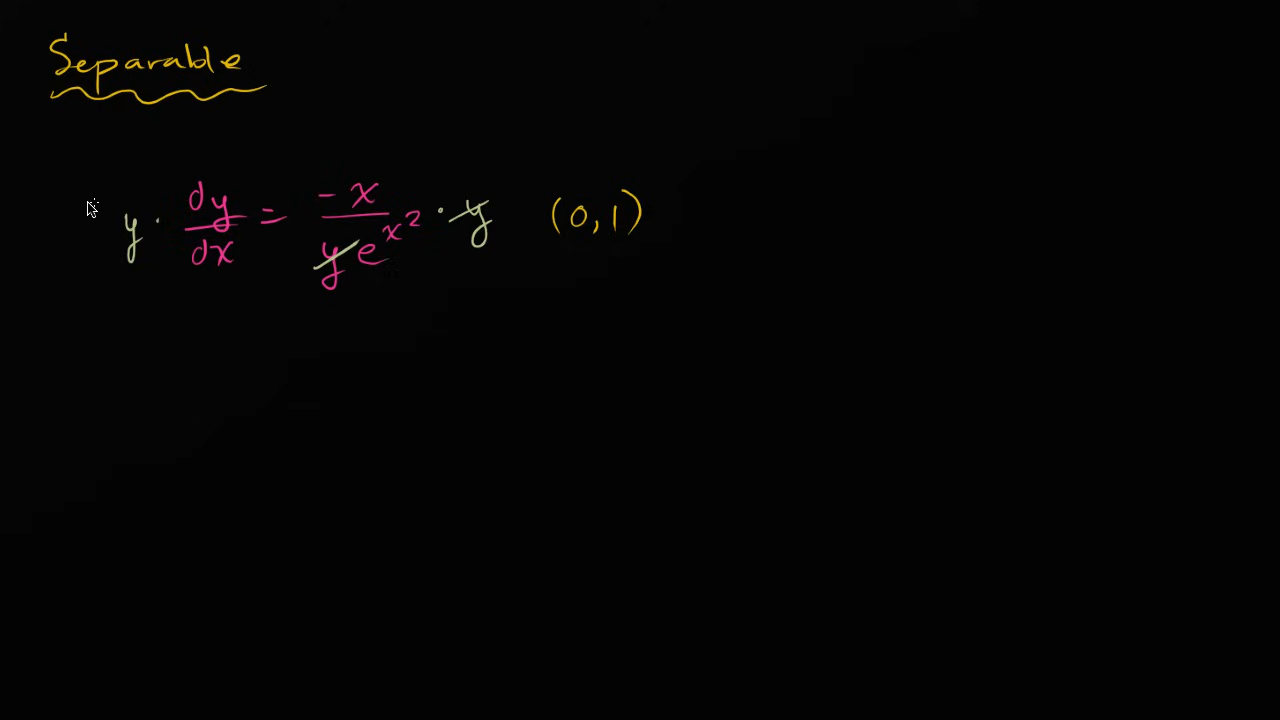 Separable
y · dy/dx = -x/(y e^x²) · y (0,1)